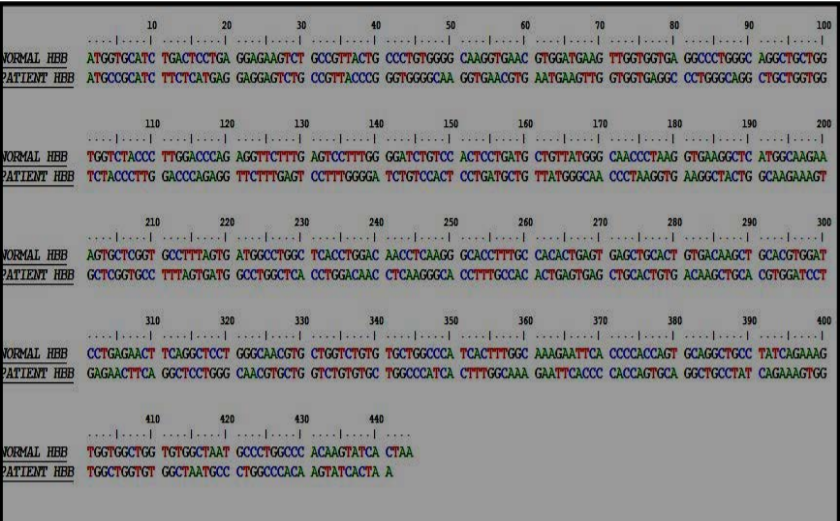 10 20 30 40 50 60 70 80 90 100
NORMAL HBB ATGGTGCATC TGACTCCTGA GGAGAAGTCT GCCGTTACTG CCCTGTGGGG CAAGGTGAAC GTGGATGAAG TTGGTGGTGA GGCCCTGGGC AGGCTGCTGG
PATIENT HBB ATGCCGCATC TTCTCATGAG GAGGAGTCTG CCGTTACCCG GGTGGGGCAA GGTGAACGTG AATGAAGTTG GTGGTGAGGC CCTGGGCAGG CTGCTGGTGG
110 120 130 140 150 160 170 180 190 200
NORMAL HBB TGGTCTACCC TTGGACCCAG AGGTTCTTTG AGTCCTTTGG GGATCTGTCC ACTCCTGATG CTGTTATGGG CAACCCTAAG GTGAAGGCTC ATGGCAAGAA
PATIENT HBB TCTACCCTTG GACCCAGAGG TTCTTTGAGT CCTTTGGGGA TCTGTCCACT CCTGATGCTG TTATGGGCAA CCCTAAGGTG AAGGCTACTG GCAAGAAAGT
210 220 230 240 250 260 270 280 290 300
NORMAL HBB AGTGCTCGGT GCCTTTAGTG ATGGCCTGGC TCACCTGGAC AACCTCAAGG GCACCTTTGC CACACTGAGT GAGCTGCACT GTGACAAGCT GCACGTGGAT
PATIENT HBB GCTCGGTGCC TTTAGTGATG GCCTGGCTCA CCTGGACAAC CTCAAGGGCA CCTTTGCCAC ACTGAGTGAG CTGCACTGTG ACAAGCTGCA CGTGGATCCT
310 320 330 340 350 360 370 380 390 400
NORMAL HBB CCTGAGAACT TCAGGCTCCT GGGCAACGTG CTGGTCTGTG TGCTGGCCCA TCACTTTGGC AAAGAATTCA CCCCACCAGT GCAGGCTGCC TATCAGAAAG
PATIENT HBB GAGAACTTCA GGCTCCTGGG CAACGTGCTG GTCTGTGTGC TGGCCCATCA CTTTGGCAAA GAATTCACCC CACCAGTGCA GGCTGCCTAT CAGAAAGTGG
410 420 430 440
NORMAL HBB TGGTGGCTGG TGTGGCTAAT GCCCTGGCCC ACAAGTATCA CTAA
PATIENT HBB TGGCTGGTGT GGCTAATGCC CTGGCCCACA AGTATCACTA A